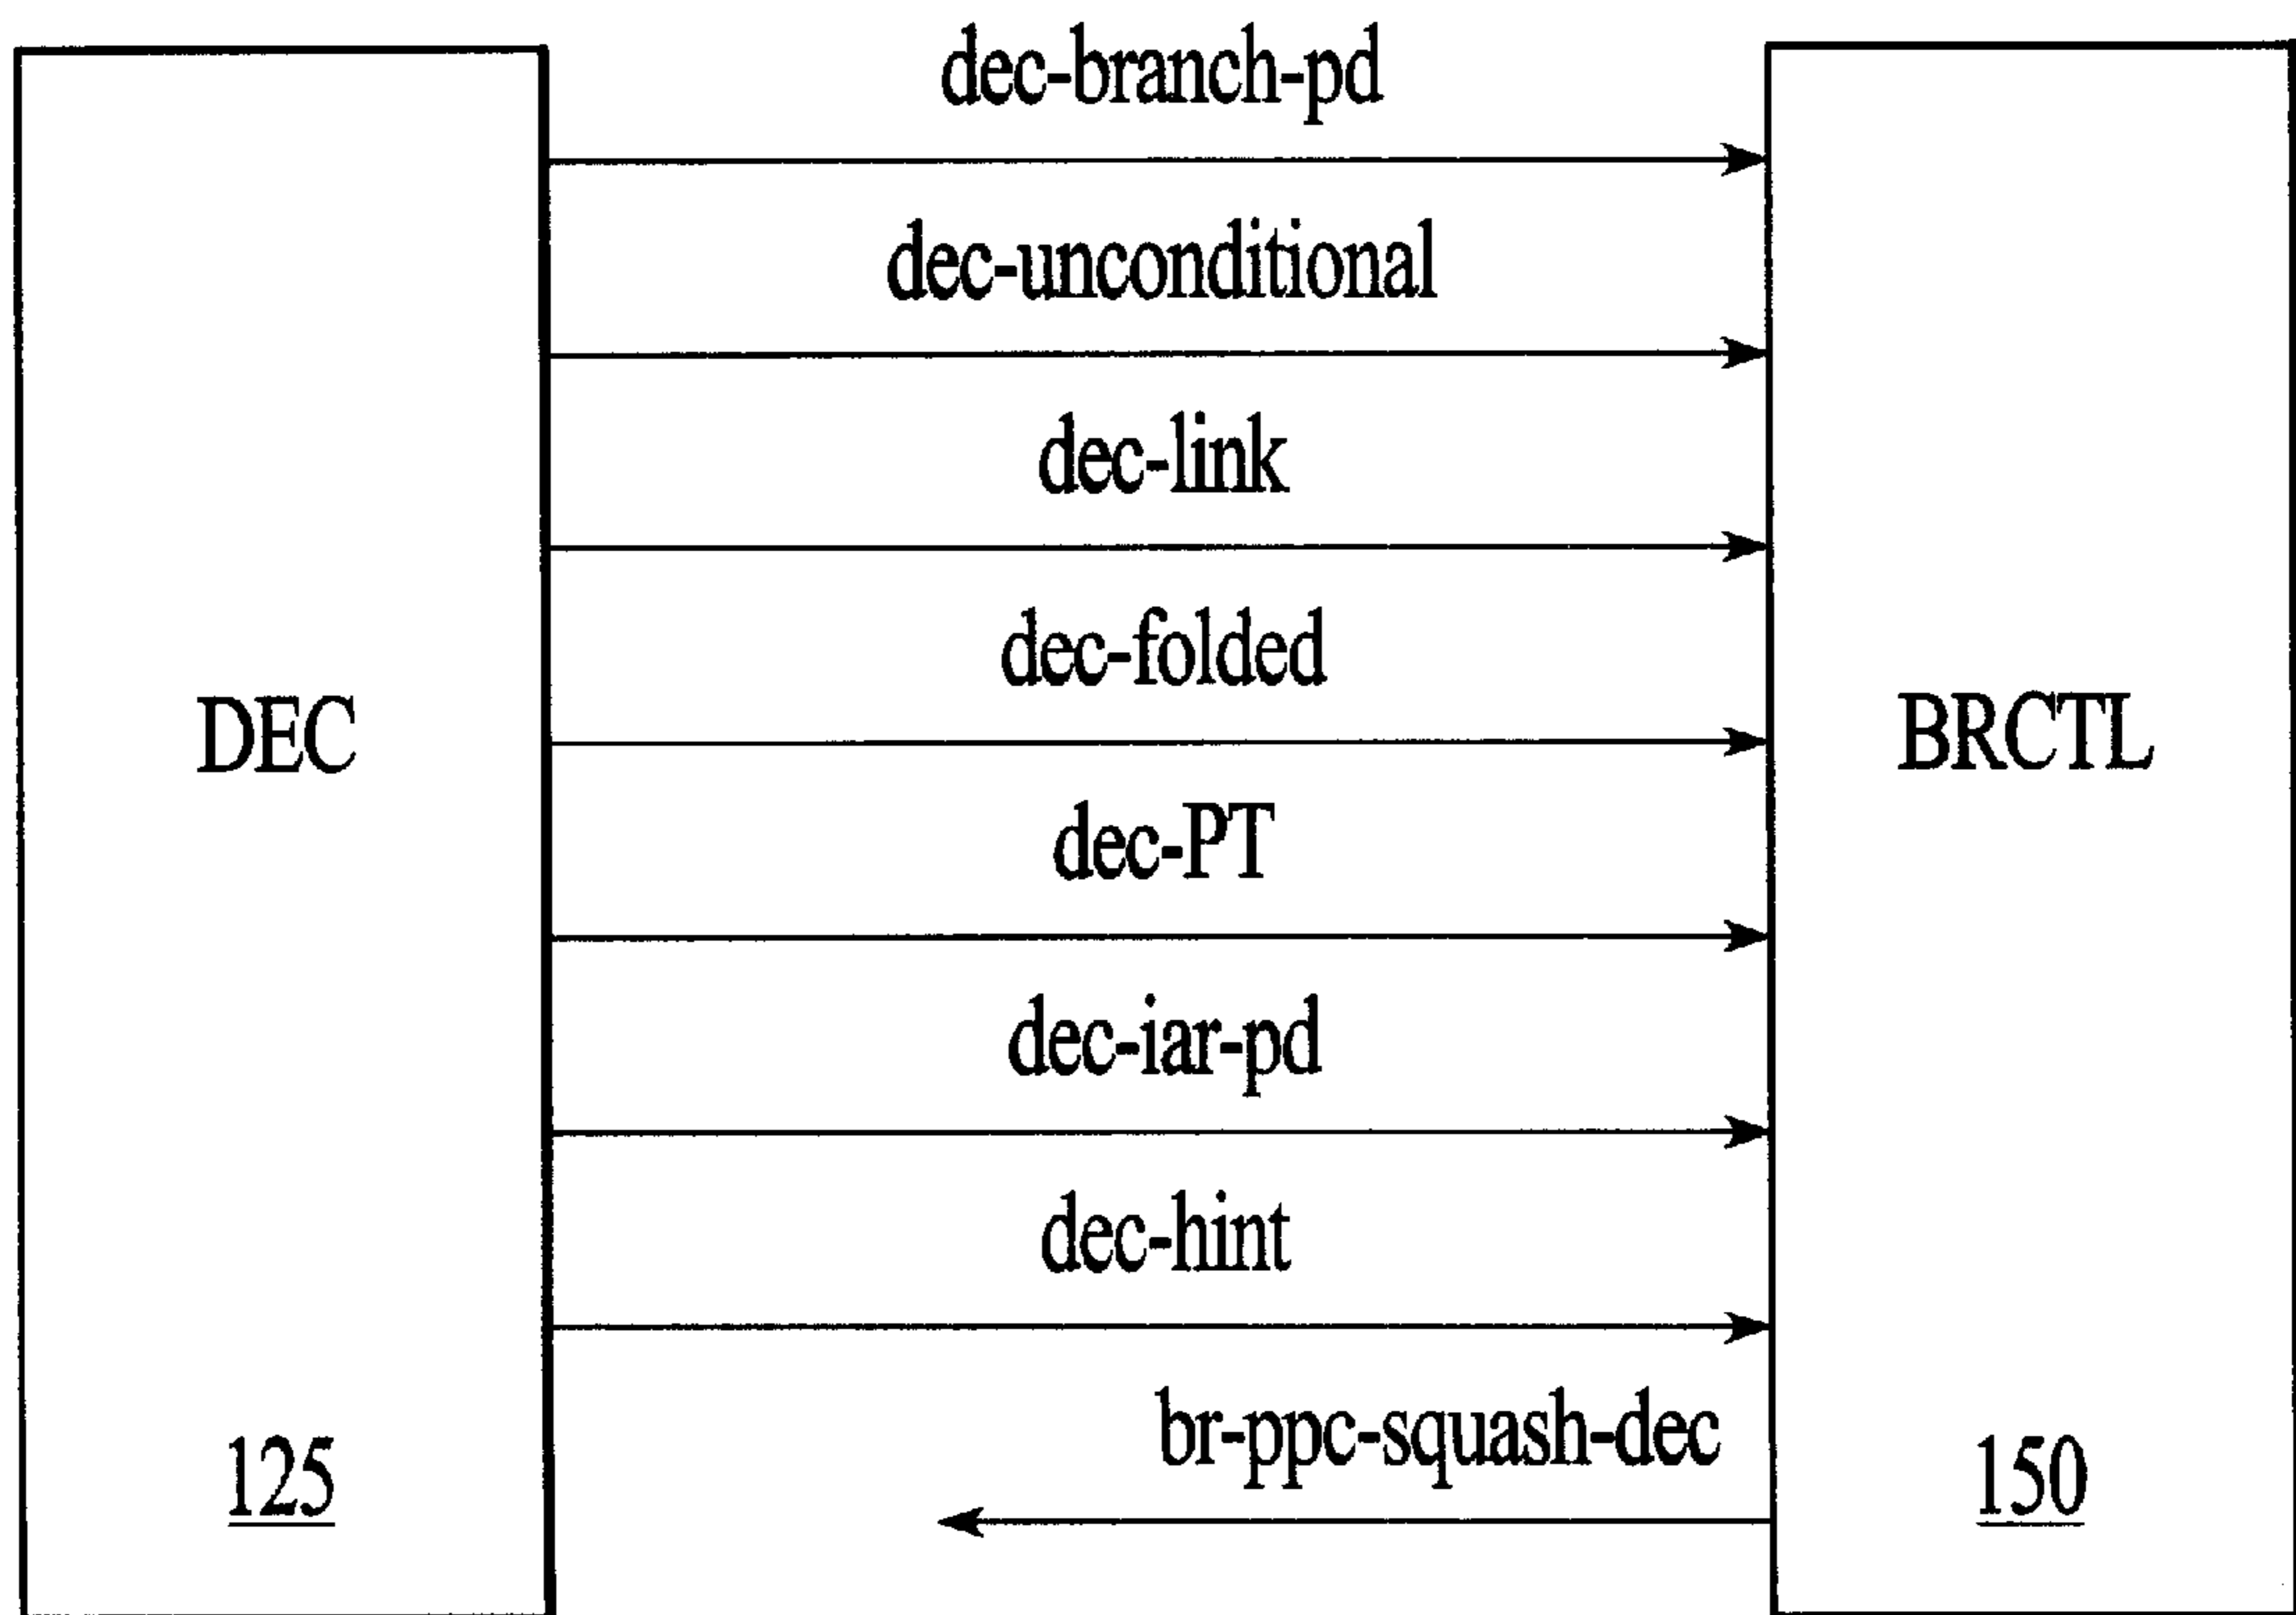 dec-branch-pd
dec-unconditional
dec-link
dec-folded
DEC
BRCTL
dec-PT
dec-iar-pd
dec-hint
br-ppc-squash-dec
125
150